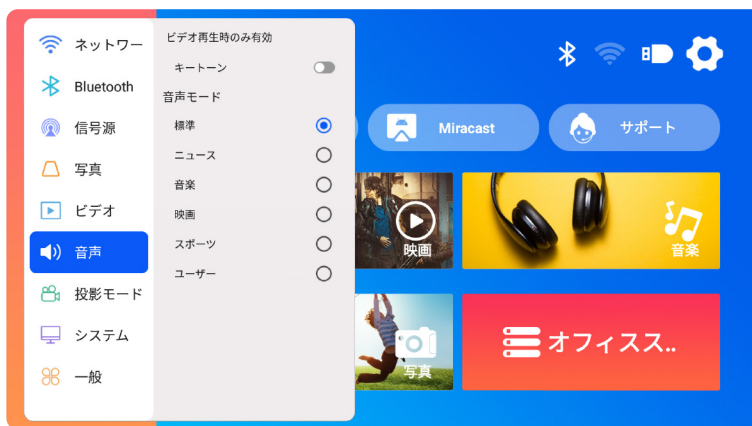 ネットワー
Bluetooth
信号源
写真
ビデオ
音声
投影モード
システム
一般
ビデオ再生時のみ有効
キートーン
音声モード
標準
ニュース
音楽
映画
スポーツ
ユーザー
Miracast
サポート
映画
音楽
写真
オフィスス..